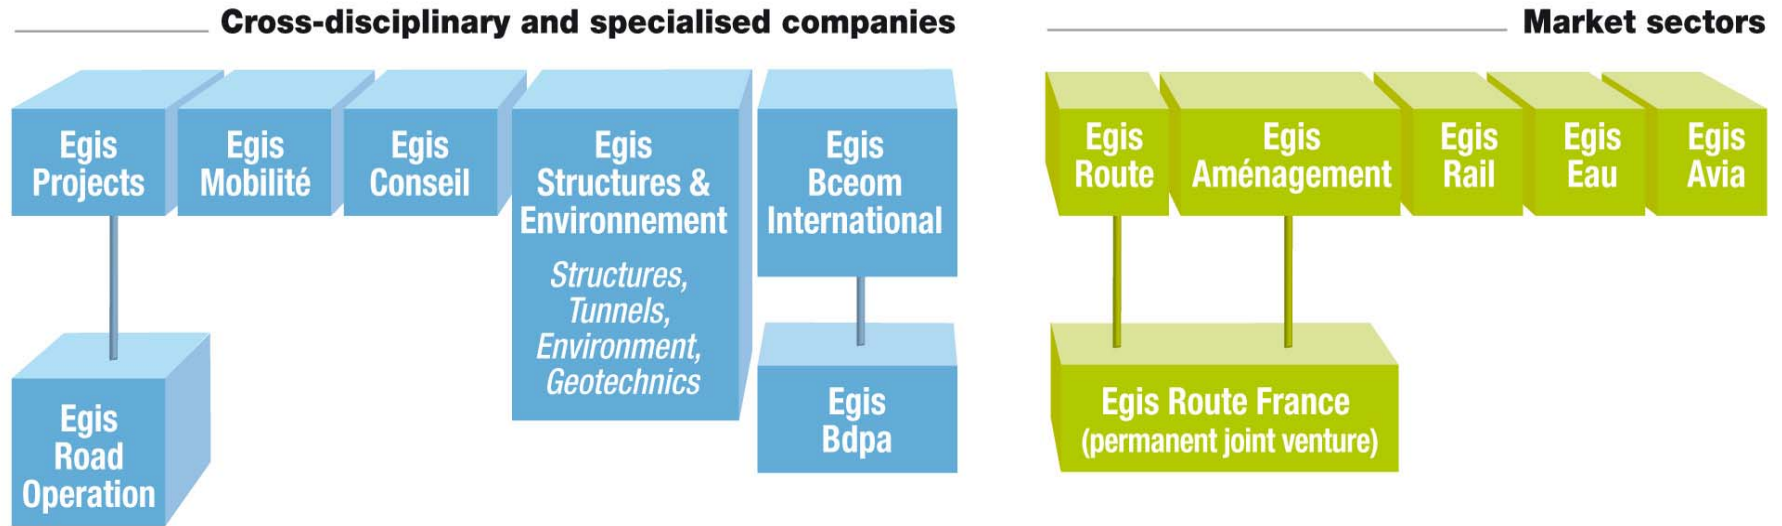 Cross-disciplinary and specialised companies
Egis
Projects
Egis
Mobilité
Egis
Conseil
Egis
Structures &
Environnement
Structures,
Tunnels,
Environment,
Geotechnics
Egis
Bceom
International
Egis
Road
Operation
Egis
Bdpa
Market sectors
Egis
Route
Egis
Aménagement
Egis
Rail
Egis
Eau
Egis
Avia
Egis Route France
(permanent joint venture)